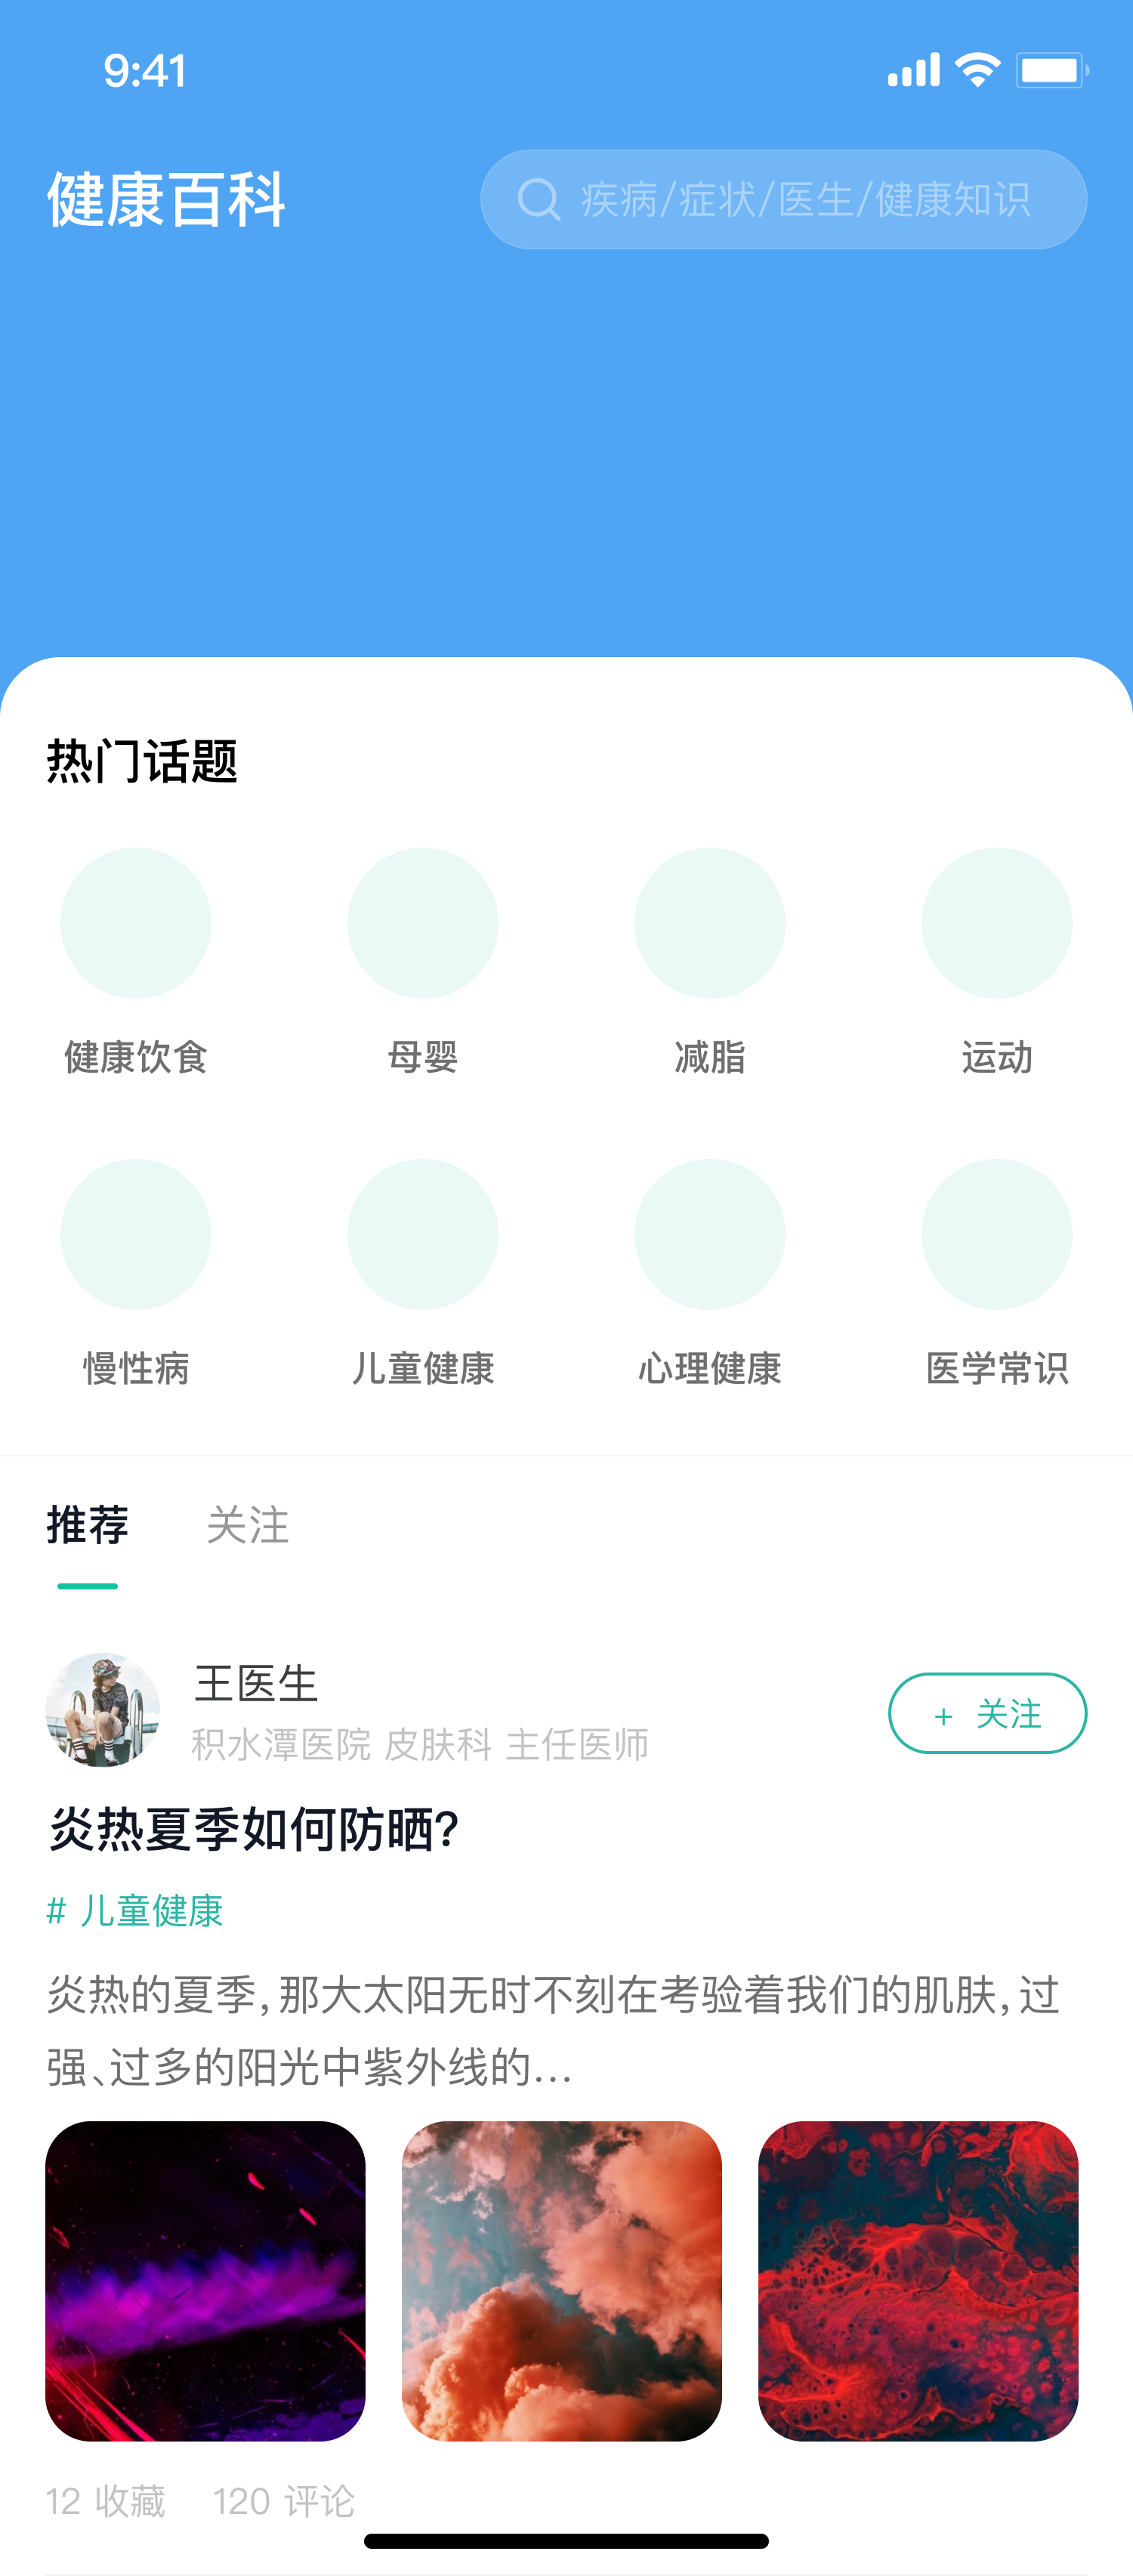 9:41
健康百科
疾病/症状/医生/健康知识
热门话题
健康饮食 母婴 减脂 运动
慢性病 儿童健康 心理健康 医学常识
推荐 关注
王医生
积水潭医院 皮肤科 主任医师
+ 关注
炎热夏季如何防晒?
# 儿童健康
炎热的夏季，那大太阳无时不刻在考验着我们的肌肤，过
强、过多的阳光中紫外线的...
12 收藏 120 评论